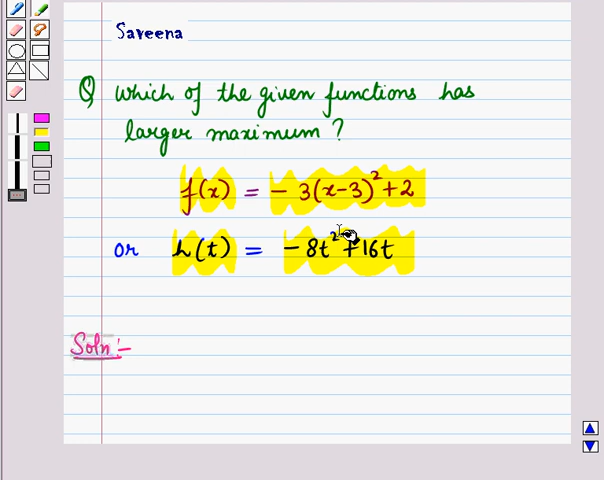 Saveena
Q Which of the given functions has
larger maximum ?
f(x) = - 3(x-3)² + 2
or h(t) = - 8t² + 16t
Soln :-